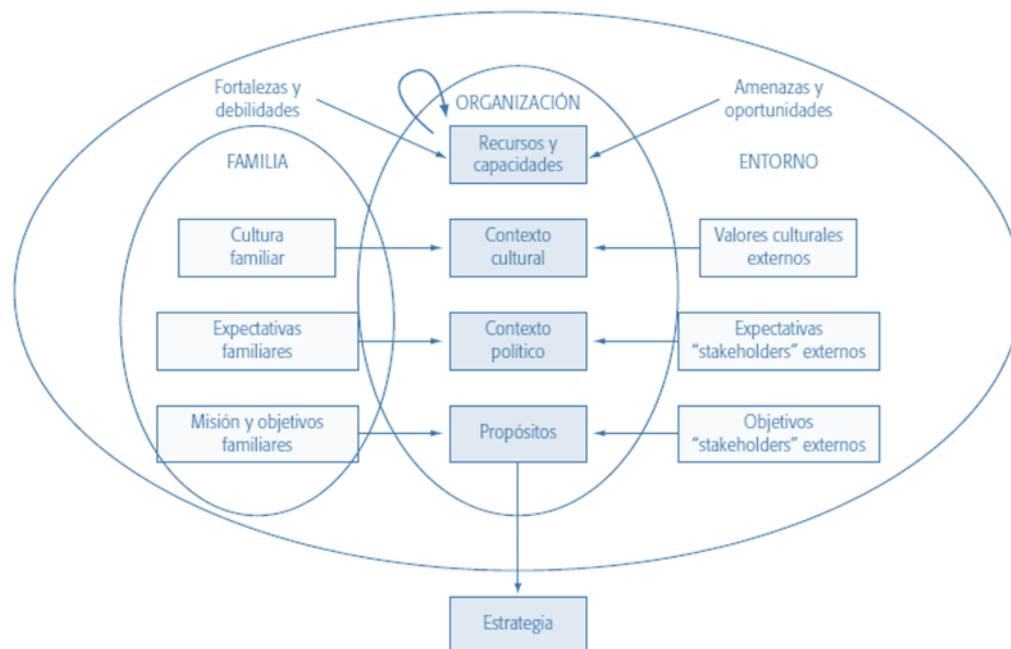 Fortalezas y
debilidades
ORGANIZACIÓN
Amenazas y
oportunidades
Recursos y
capacidades
FAMILIA
ENTORNO
Cultura
familiar
Contexto
cultural
Valores culturales
externos
Expectativas
familiares
Contexto
político
Expectativas
“stakeholders” externos
Misión y objetivos
familiares
Propósitos
Objetivos
“stakeholders” externos
Estrategia